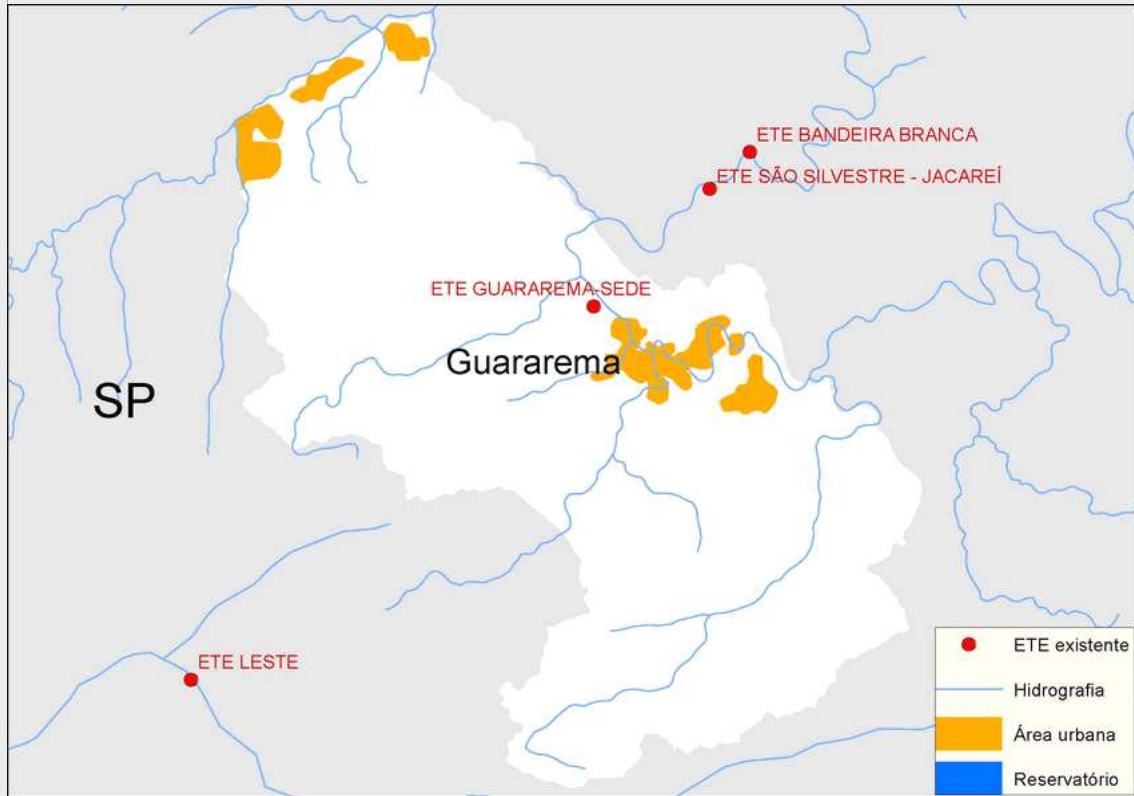 ETE BANDEIRA BRANCA
ETE SÃO SILVESTRE - JACAREÍ
ETE GUARAREMA-SEDE
Guararema
SP
ETE LESTE
ETE existente
Hidrografia
Área urbana
Reservatório